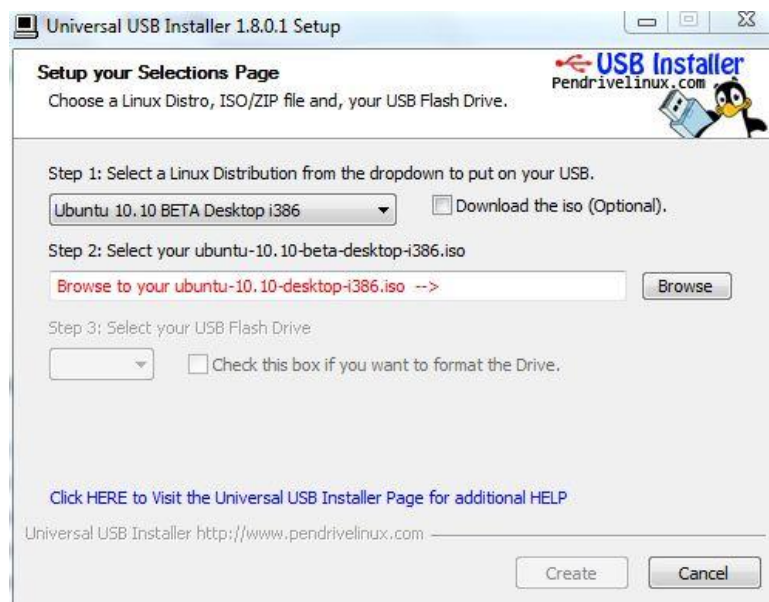 Universal USB Installer 1.8.0.1 Setup
Setup your Selections Page
Choose a Linux Distro, ISO/ZIP file and, your USB Flash Drive.
USB Installer
Pendrivelinux.com
Step 1: Select a Linux Distribution from the dropdown to put on your USB.
Ubuntu 10.10 BETA Desktop i386
Download the iso (Optional).
Step 2: Select your ubuntu-10.10-beta-desktop-i386.iso
Browse to your ubuntu-10.10-desktop-i386.iso -->
Browse
Step 3: Select your USB Flash Drive
Check this box if you want to format the Drive.
Click HERE to Visit the Universal USB Installer Page for additional HELP
Universal USB Installer http://www.pendrivelinux.com
Create
Cancel